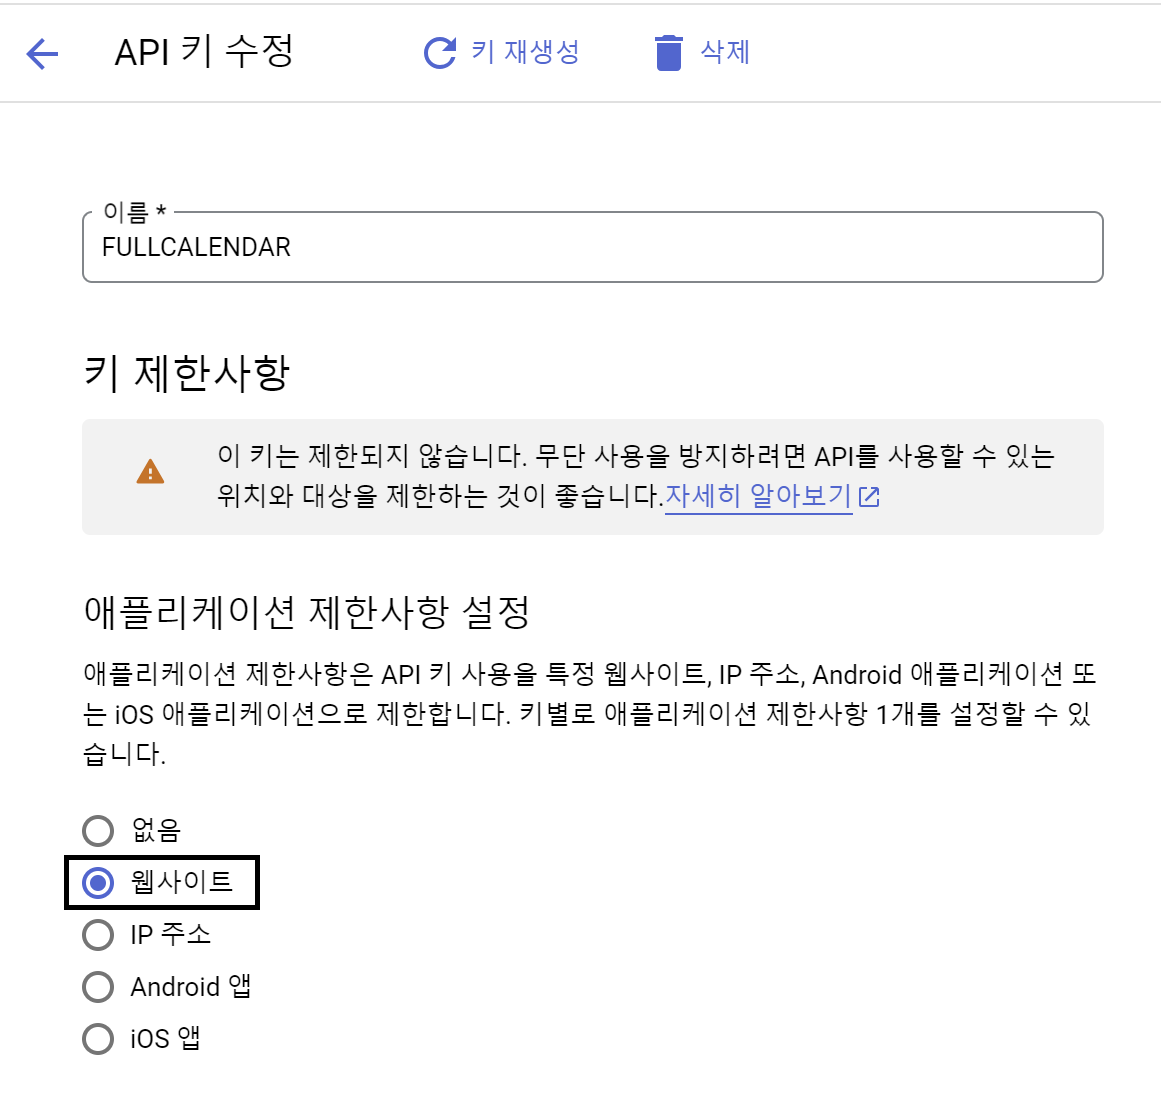 API 키 수정 키 재생성 삭제
이름 *
FULLCALENDAR
키 제한사항
이 키는 제한되지 않습니다. 무단 사용을 방지하려면 API를 사용할 수 있는
위치와 대상을 제한하는 것이 좋습니다.자세히 알아보기
애플리케이션 제한사항 설정
애플리케이션 제한사항은 API 키 사용을 특정 웹사이트, IP 주소, Android 애플리케이션 또
는 iOS 애플리케이션으로 제한합니다. 키별로 애플리케이션 제한사항 1개를 설정할 수 있
습니다.
없음
웹사이트
IP 주소
Android 앱
iOS 앱